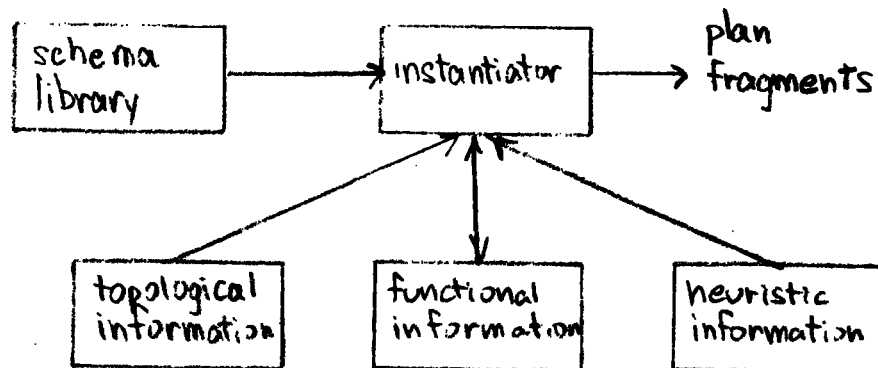 schema
library
instantiator
plan
fragments
topological
information
functional
information
heuristic
information